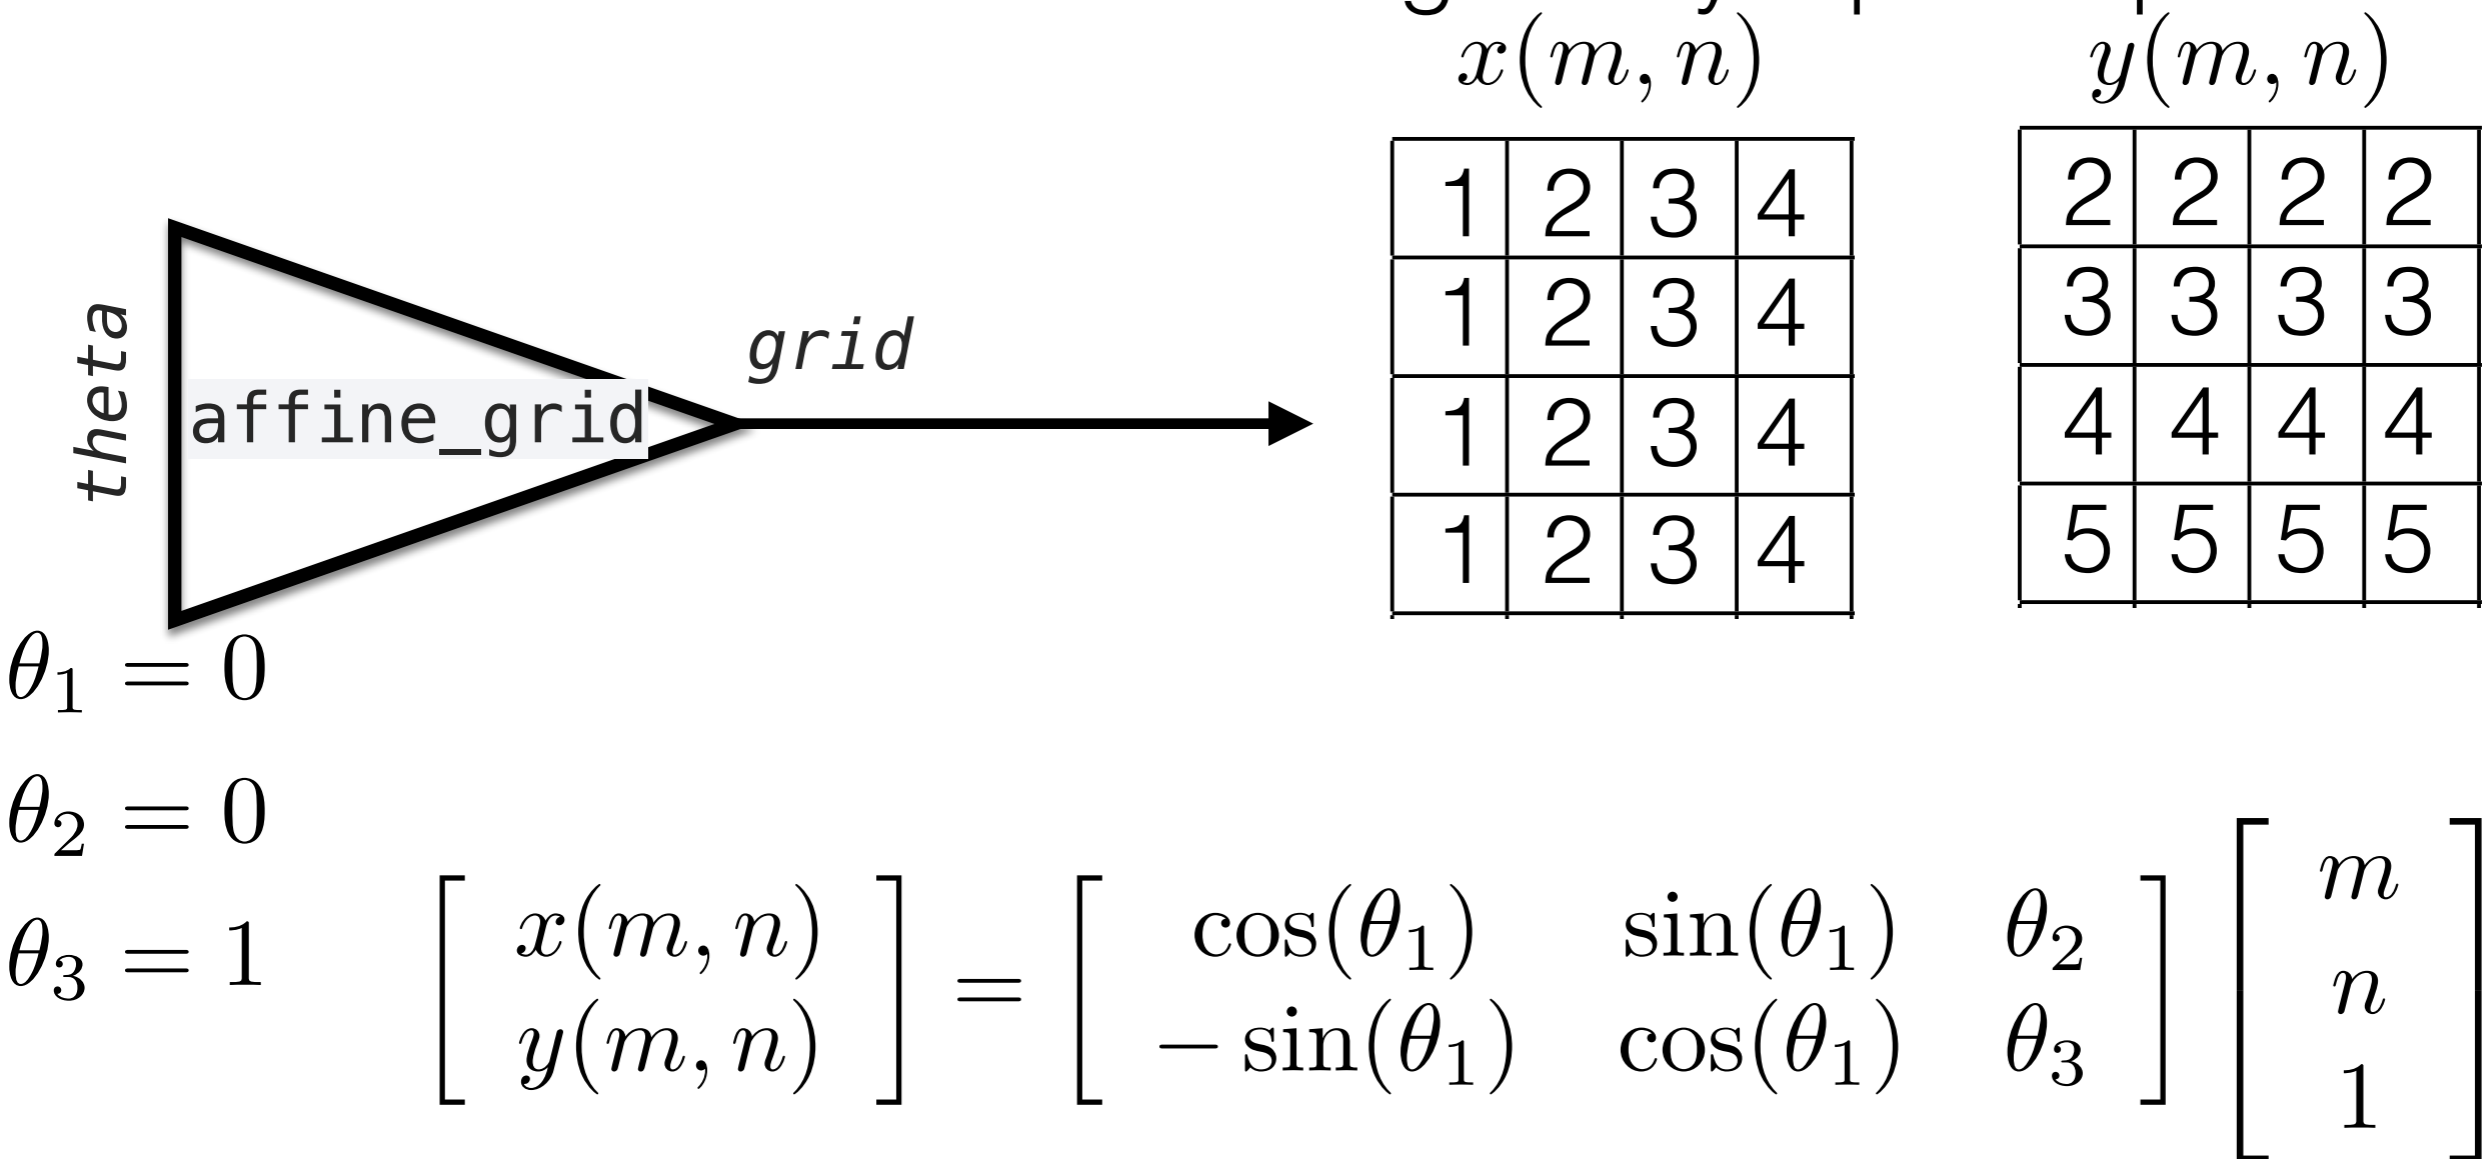 x(m, n) y(m, n)
1 2 3 4 2 2 2 2
1 2 3 4 3 3 3 3
1 2 3 4 4 4 4 4
1 2 3 4 5 5 5 5
theta
affine_grid
grid
θ₁ = 0
θ₂ = 0
θ₃ = 1
[ x(m, n) ] = [ cos(θ₁) sin(θ₁) θ₂ ] [ m ]
[ y(m, n) ] [ − sin(θ₁) cos(θ₁) θ₃ ] [ n ]
[ 1 ]